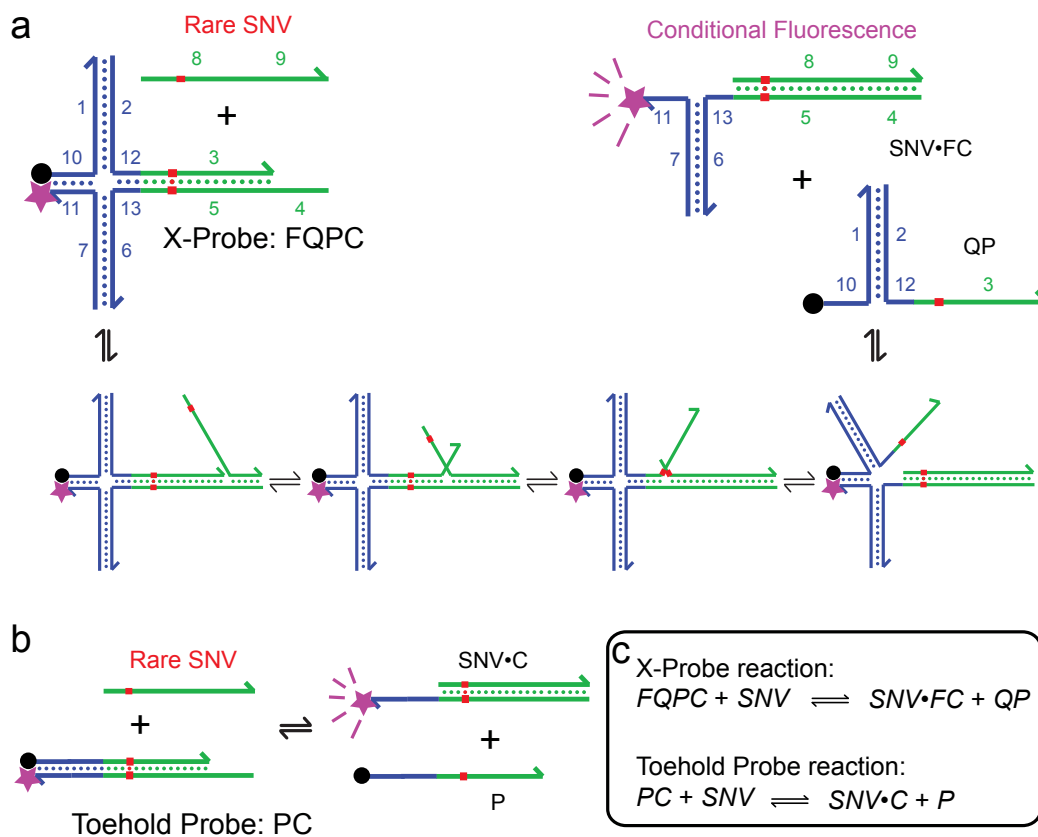 a
Rare SNV
8 9
+
1 2
10 12 3
11 13 5 4
7 6
X-Probe: FQPC
Conditional Fluorescence
8 9
11 13 5 4
7 6
SNV•FC
+
1 2
QP
10 12 3
b
Rare SNV
+
Toehold Probe: PC
SNV•C
+
P
c
X-Probe reaction:
FQPC + SNV ⇌ SNV•FC + QP
Toehold Probe reaction:
PC + SNV ⇌ SNV•C + P